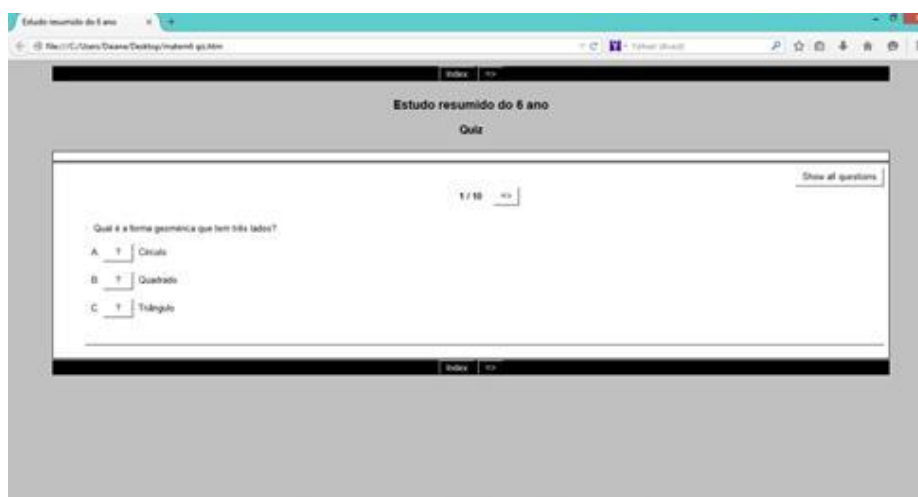 Estudo resumido do 6 ano
Index =>
Estudo resumido do 6 ano
Quiz
Show all questions
1 / 10 =>
Qual é a forma geométrica que tem três lados?
A. ? Círculo
B. ? Quadrado
C. ? Triângulo
Index =>